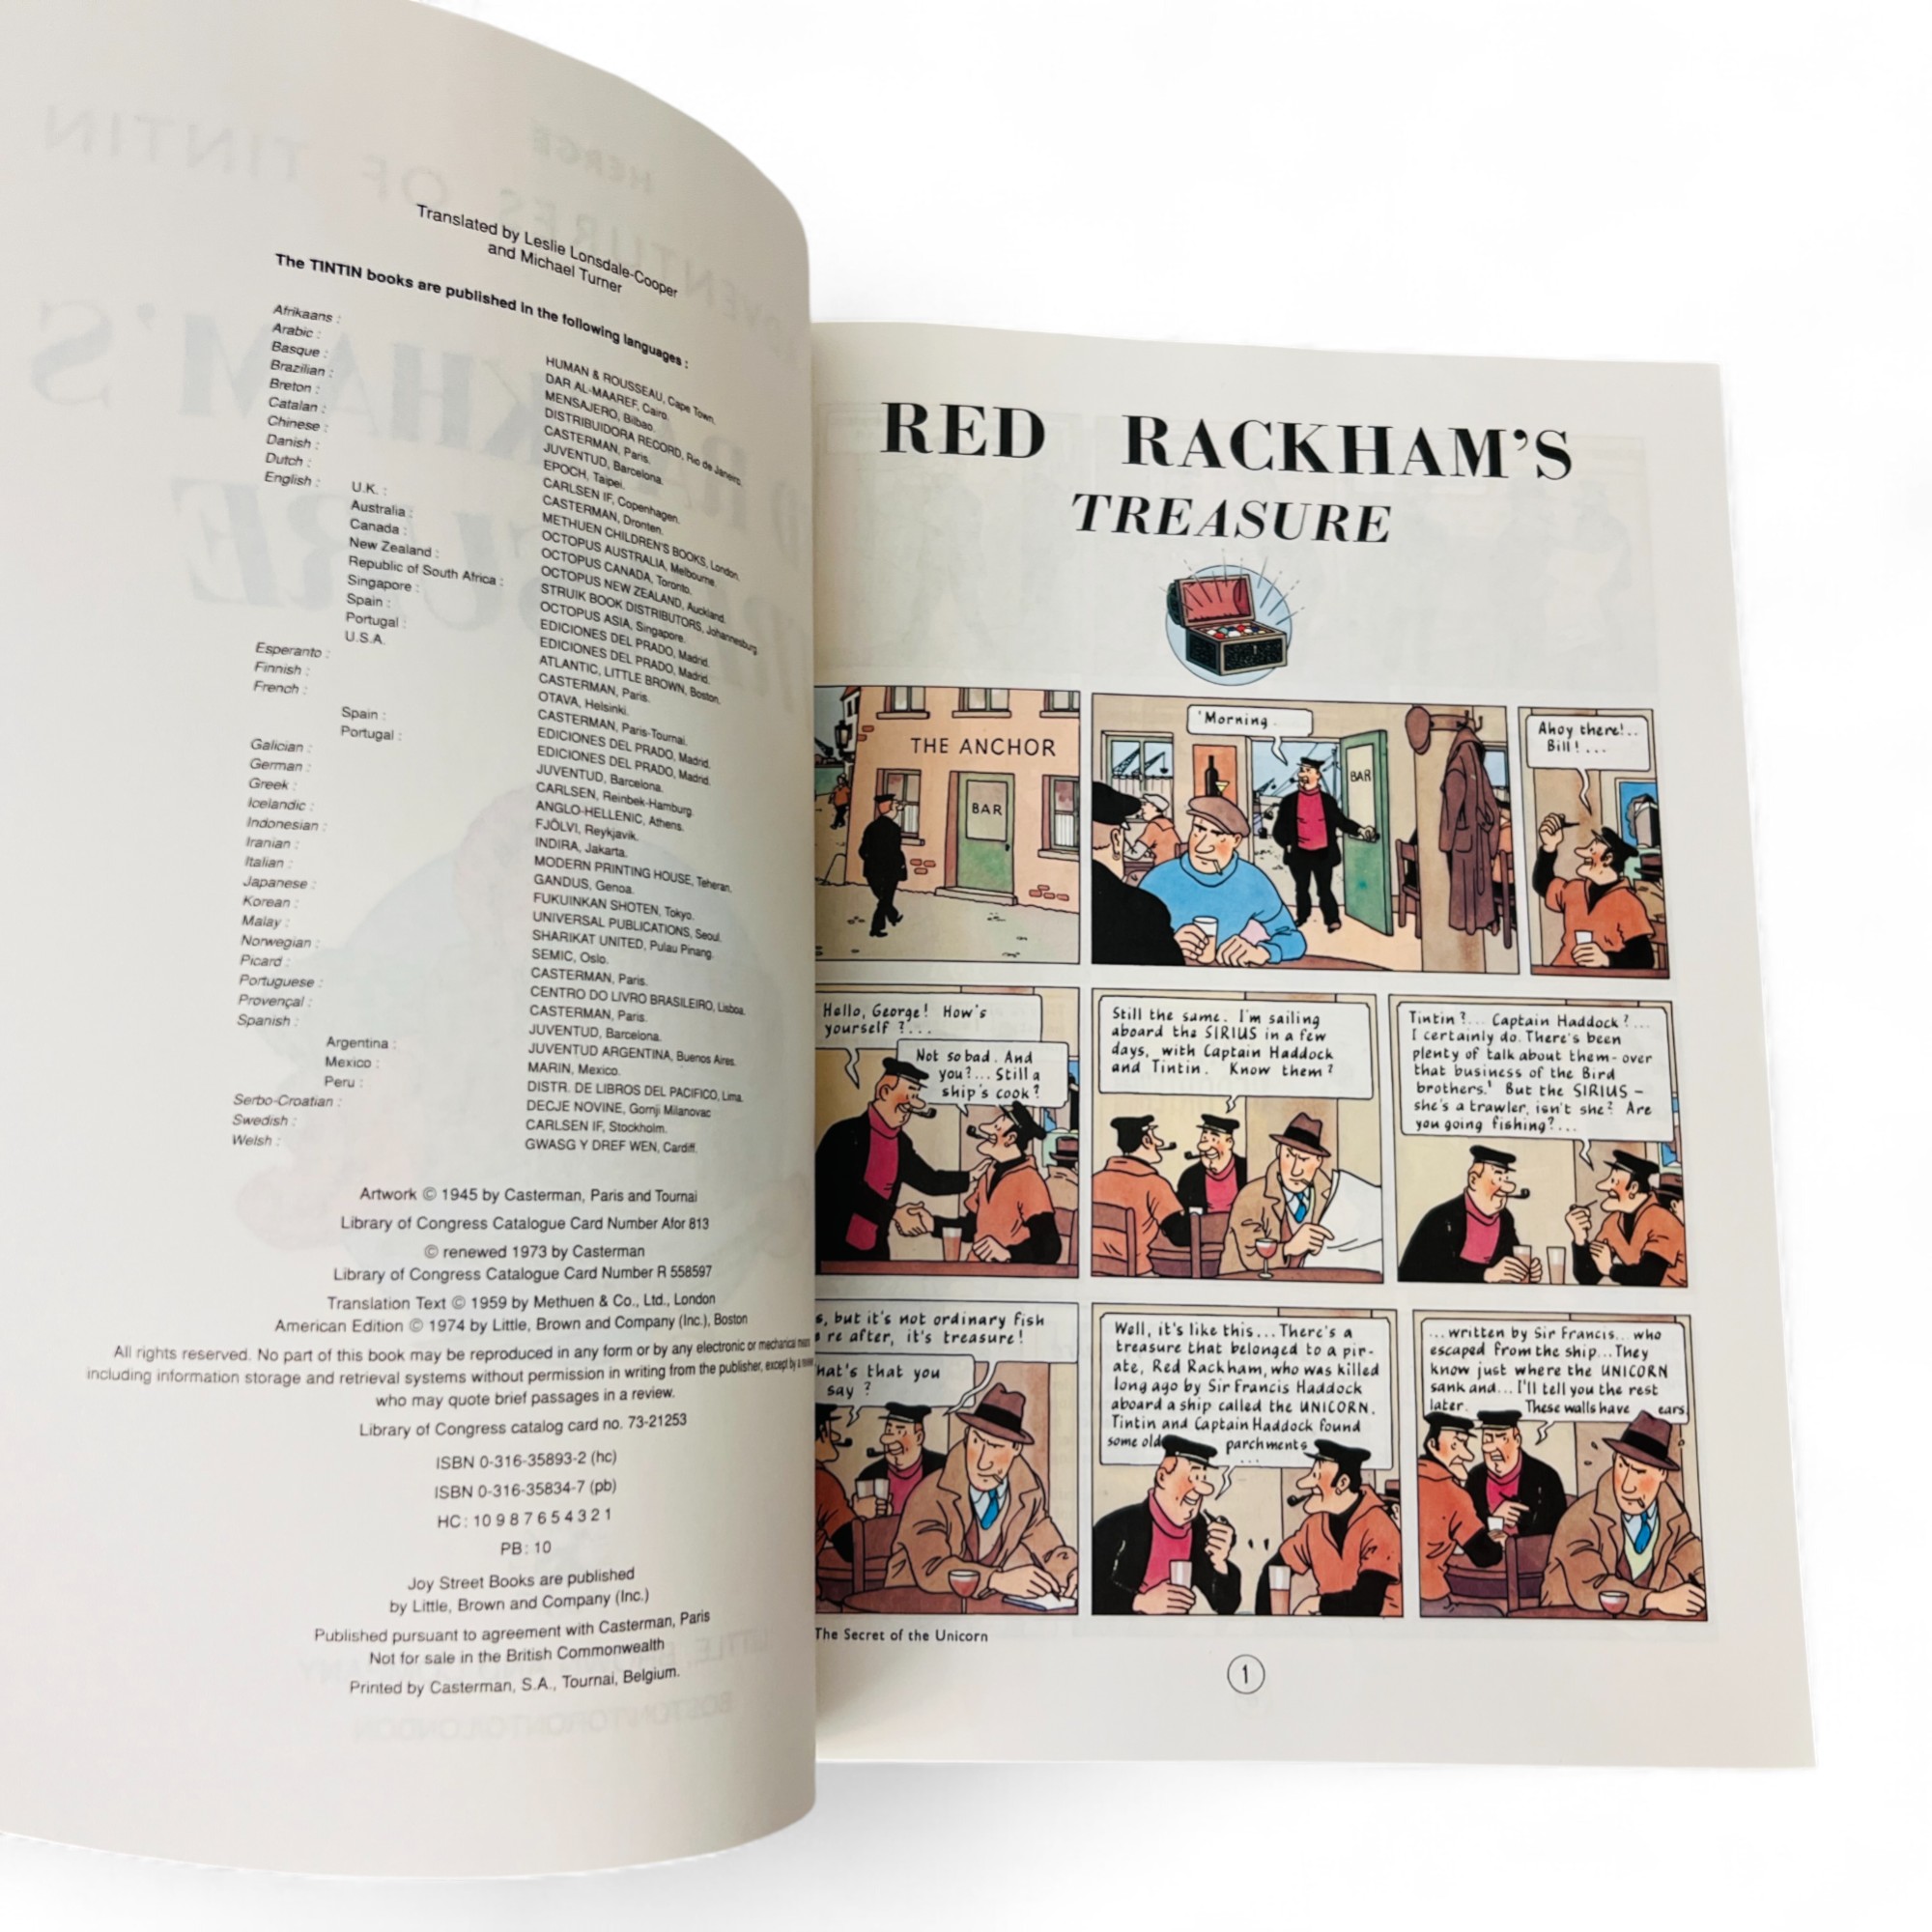 Translated by Leslie Lonsdale-Cooper
and Michael Turner
The TINTIN books are published in the following languages :
Afrikaans : HUMAN & ROUSSEAU, Cape Town.
Arabic : DAR AL-MAAREF, Cairo.
Basque : MENSAJERO, Bilbao.
Brazilian : DISTRIBUIDORA RECORD, Rio de Janeiro.
Breton : CASTERMAN, Paris.
Catalan : JUVENTUD, Barcelona.
Chinese : EPOCH, Taipei.
Danish : CARLSEN IF, Copenhagen.
Dutch : CASTERMAN, Dronten.
English : U.K. : METHUEN CHILDREN'S BOOKS, London.
Australia : OCTOPUS AUSTRALIA, Melbourne.
Canada : OCTOPUS CANADA, Toronto.
New Zealand : OCTOPUS NEW ZEALAND, Auckland.
Republic of South Africa : STRUIK BOOK DISTRIBUTORS, Johannesburg.
Singapore : OCTOPUS ASIA, Singapore.
Spain : EDICIONES DEL PRADO, Madrid.
Portugal : EDICIONES DEL PRADO, Madrid.
U.S.A. ATLANTIC, LITTLE BROWN, Boston.
Esperanto : CASTERMAN, Paris.
Finnish : OTAVA, Helsinki.
French : CASTERMAN, Paris-Tournai.
Spain : EDICIONES DEL PRADO, Madrid.
Portugal : EDICIONES DEL PRADO, Madrid.
Galician : JUVENTUD, Barcelona.
German : CARLSEN, Reinbek-Hamburg.
Greek : ANGLO-HELLENIC, Athens.
Icelandic : FJÖLVI, Reykjavik.
Indonesian : INDIRA, Jakarta.
Iranian : MODERN PRINTING HOUSE, Teheran.
Italian : GANDUS, Genoa.
Japanese : FUKUINKAN SHOTEN, Tokyo.
Korean : UNIVERSAL PUBLICATIONS, Seoul.
Malay : SHARIKAT UNITED, Pulau Pinang.
Norwegian : SEMIC, Oslo.
Picard : CASTERMAN, Paris.
Portuguese : CENTRO DO LIVRO BRASILEIRO, Lisboa.
Provençal : CASTERMAN, Paris.
Spanish : JUVENTUD, Barcelona.
Argentina : JUVENTUD ARGENTINA, Buenos Aires.
Mexico : MARIN, Mexico.
Peru : DISTR. DE LIBROS DEL PACIFICO, Lima.
Serbo-Croatian : DECJE NOVINE, Gornji Milanovac
Swedish : CARLSEN IF, Stockholm.
Welsh : GWASG Y DREF WEN, Cardiff.
Artwork © 1945 by Casterman, Paris and Tournai
Library of Congress Catalogue Card Number Afor 813
© renewed 1973 by Casterman
Library of Congress Catalogue Card Number R 558597
Translation Text © 1959 by Methuen & Co., Ltd., London
American Edition © 1974 by Little, Brown and Company (Inc.), Boston
All rights reserved. No part of this book may be reproduced in any form or by any electronic or mechanical means
including information storage and retrieval systems without permission in writing from the publisher, except by a
who may quote brief passages in a review.
Library of Congress catalog card no. 73-21253
ISBN 0-316-35893-2 (hc)
ISBN 0-316-35834-7 (pb)
HC : 10 9 8 7 6 5 4 3 2 1
PB : 10
Joy Street Books are published
by Little, Brown and Company (Inc.)
Published pursuant to agreement with Casterman, Paris
Not for sale in the British Commonwealth
Printed by Casterman, S.A., Tournai, Belgium.
RED RACKHAM'S
TREASURE
THE ANCHOR
BAR
'Morning.
BAR
Ahoy there!..
Bill! ...
Hello, George! How's
yourself ?...
Not so bad. And
you?... Still a
ship's cook?
Still the same. I'm sailing
aboard the SIRIUS in a few
days, with Captain Haddock
and Tintin. Know them?
Tintin ?... Captain Haddock? ...
I certainly do. There's been
plenty of talk about them - over
that business of the Bird
brothers.¹ But the SIRIUS -
she's a trawler, isn't she? Are
you going fishing?...
s, but it's not ordinary fish
re after, it's treasure!
hat's that you
say ?
Well, it's like this... There's a
treasure that belonged to a pir-
ate, Red Rackham, who was killed
long ago by Sir Francis Haddock
aboard a ship called the UNICORN.
Tintin and Captain Haddock found
some old parchments
...
...written by Sir Francis... who
escaped from the ship... They
know just where the UNICORN
sank and... I'll tell you the rest
later. These walls have ears.
The Secret of the Unicorn
1